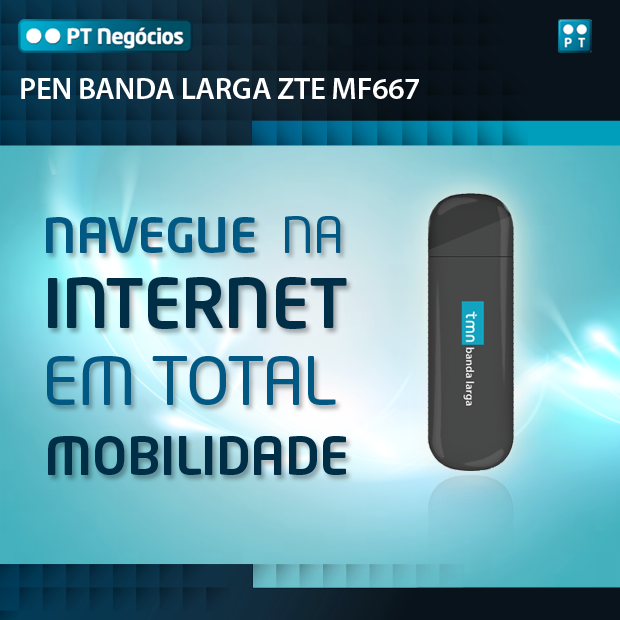 PT Negócios
PT
PEN BANDA LARGA ZTE MF667
NAVEGUE NA
INTERNET
EM TOTAL
MOBILIDADE
tmn banda larga